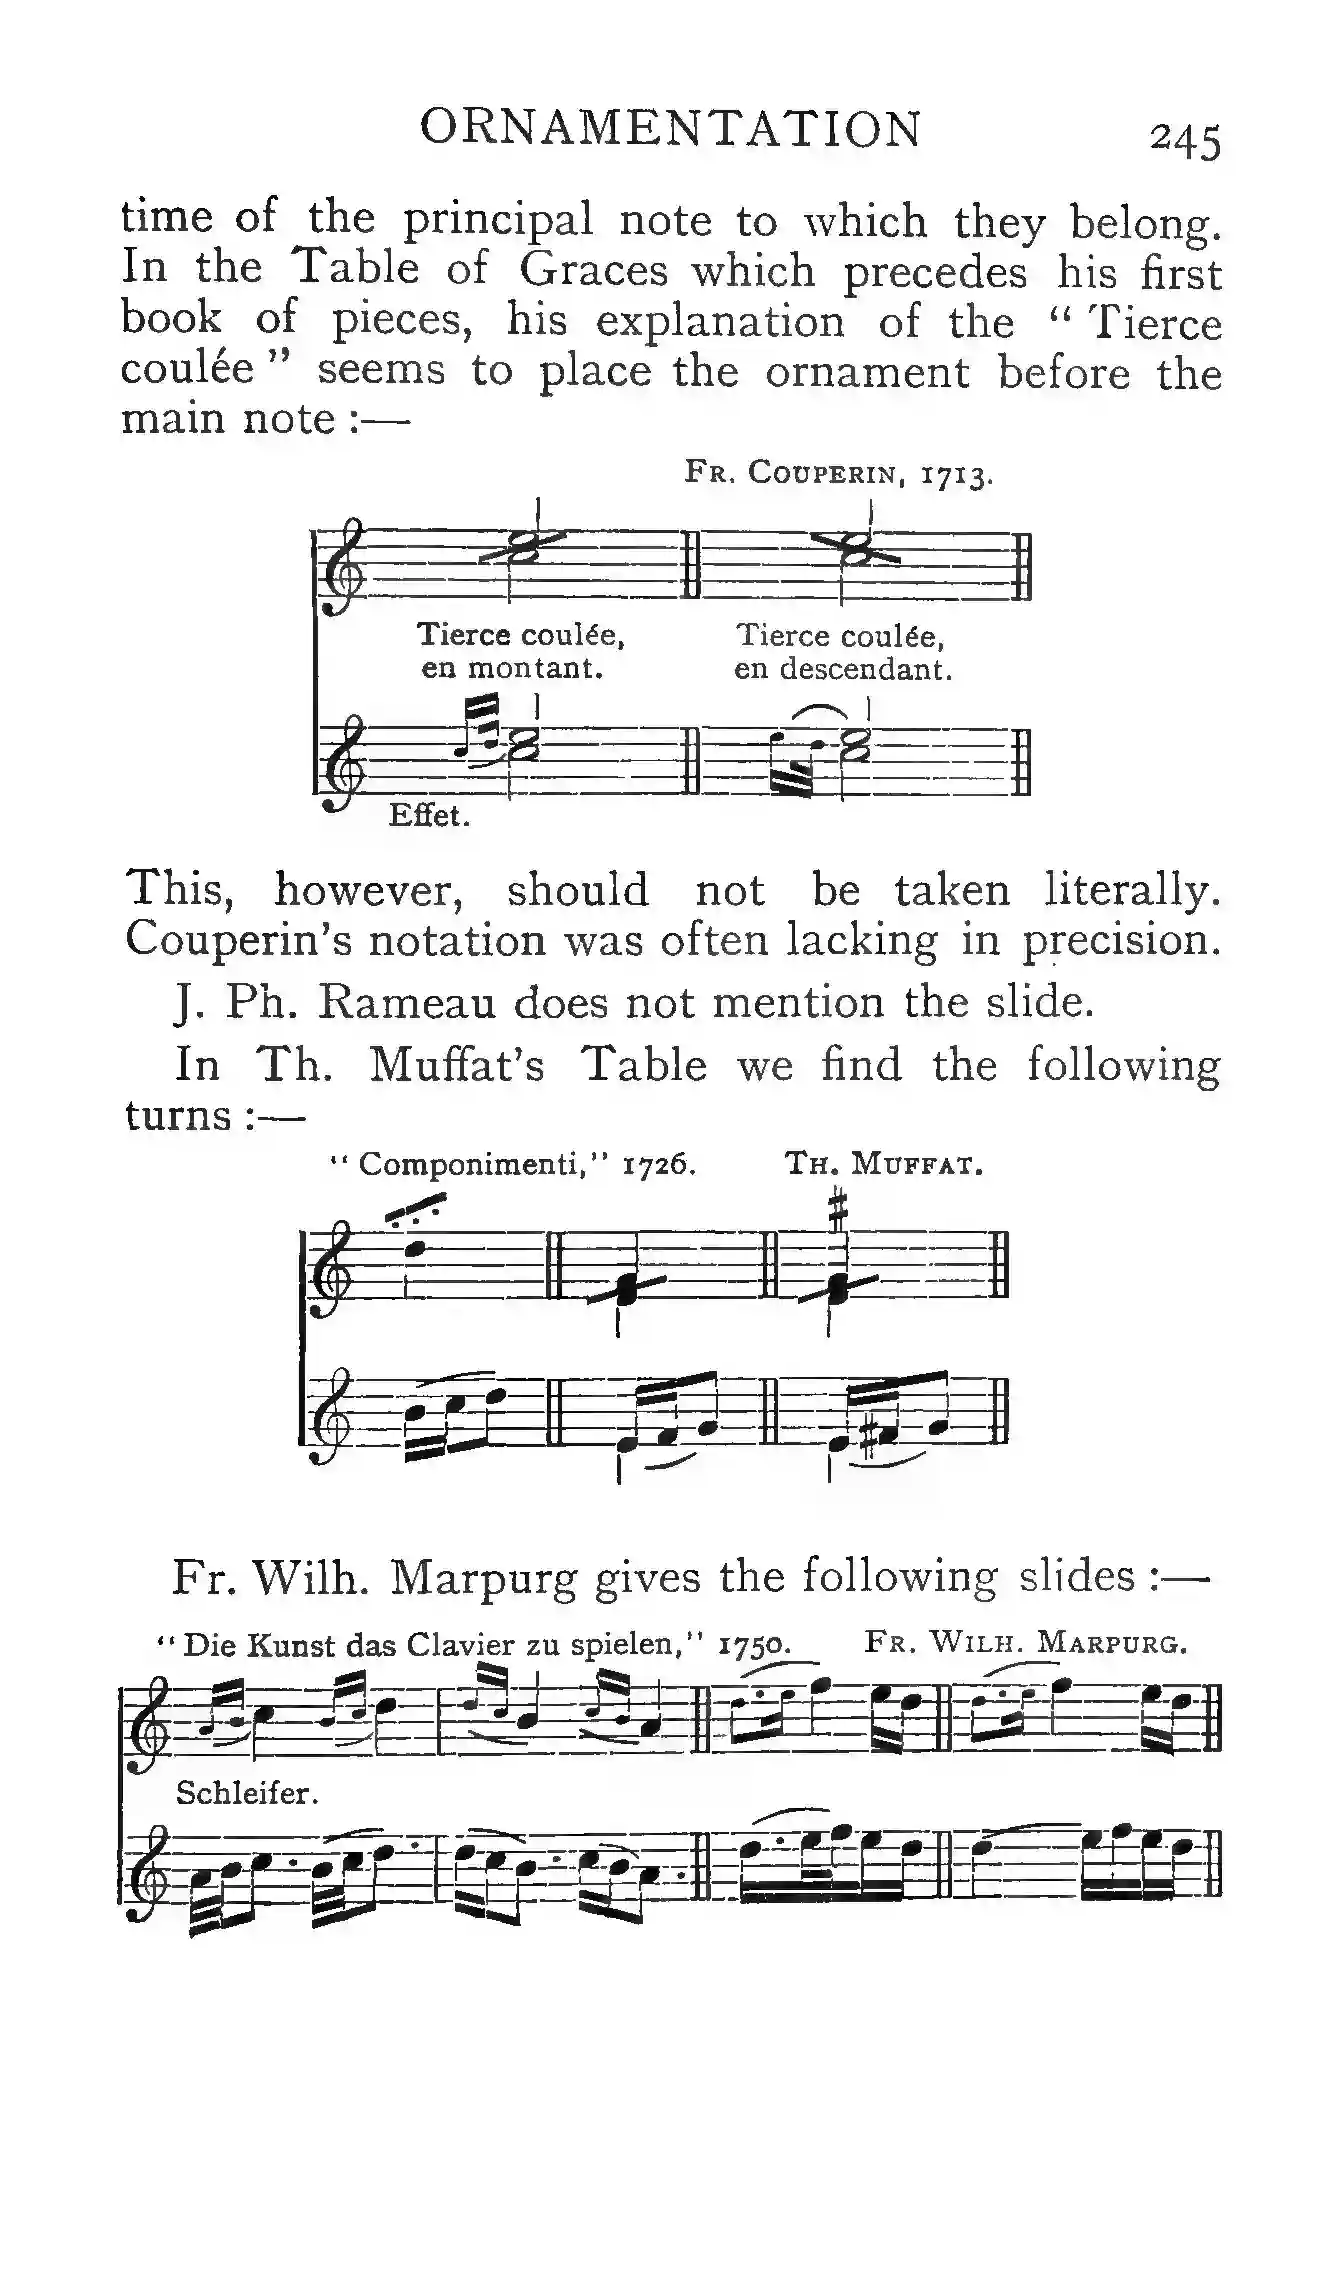 ORNAMENTATION 245
time of the principal note to which they belong.
In the Table of Graces which precedes his first
book of pieces, his explanation of the “ Tierce
coulée ” seems to place the ornament before the
main note :—
Fr. Couperin, 1713.
Tierce coulée, Tierce coulée,
en montant. en descendant.
Effet.
This, however, should not be taken literally.
Couperin’s notation was often lacking in precision.
J. Ph. Rameau does not mention the slide.
In Th. Muffat’s Table we find the following
turns :—
“ Componimenti,” 1726. Th. Muffat.
Fr. Wilh. Marpurg gives the following slides :—
“ Die Kunst das Clavier zu spielen,” 1750. Fr. Wilh. Marpurg.
Schleifer.